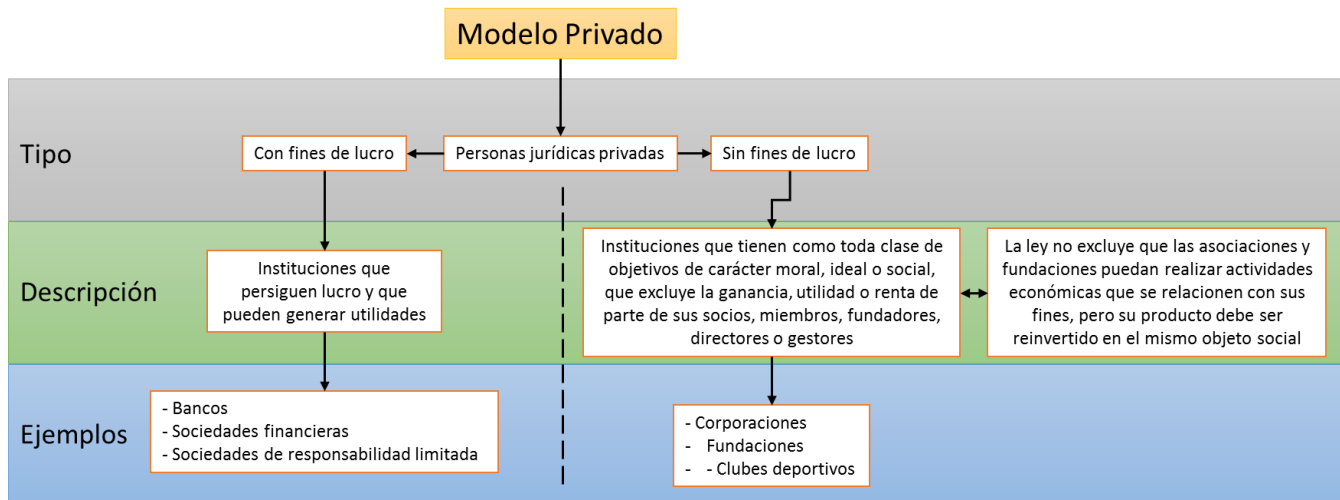 Modelo Privado
Tipo
Con fines de lucro
Personas jurídicas privadas
Sin fines de lucro
Descripción
Instituciones que
persiguen lucro y que
pueden generar utilidades
Instituciones que tienen como toda clase de
objetivos de carácter moral, ideal o social,
que excluye la ganancia, utilidad o renta de
parte de sus socios, miembros, fundadores,
directores o gestores
La ley no excluye que las asociaciones y
fundaciones puedan realizar actividades
económicas que se relacionen con sus
fines, pero su producto debe ser
reinvertido en el mismo objeto social
Ejemplos
- Bancos
- Sociedades financieras
- Sociedades de responsabilidad limitada
- Corporaciones
- Fundaciones
- - Clubes deportivos